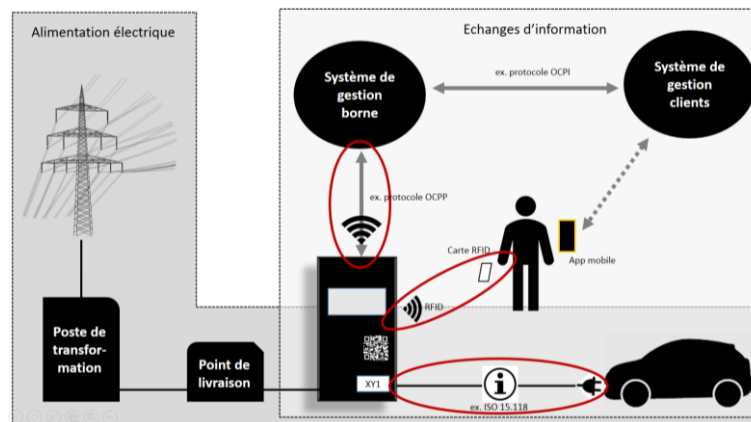 Alimentation électrique
Echanges d’information
Système de
gestion
borne
ex. protocole OCPI
Système de
gestion
clients
ex. protocole OCPP
Carte RFID
App mobile
RFID
Poste de
transfor-
mation
Point de
livraison
XY1
i
ex. ISO 15.118